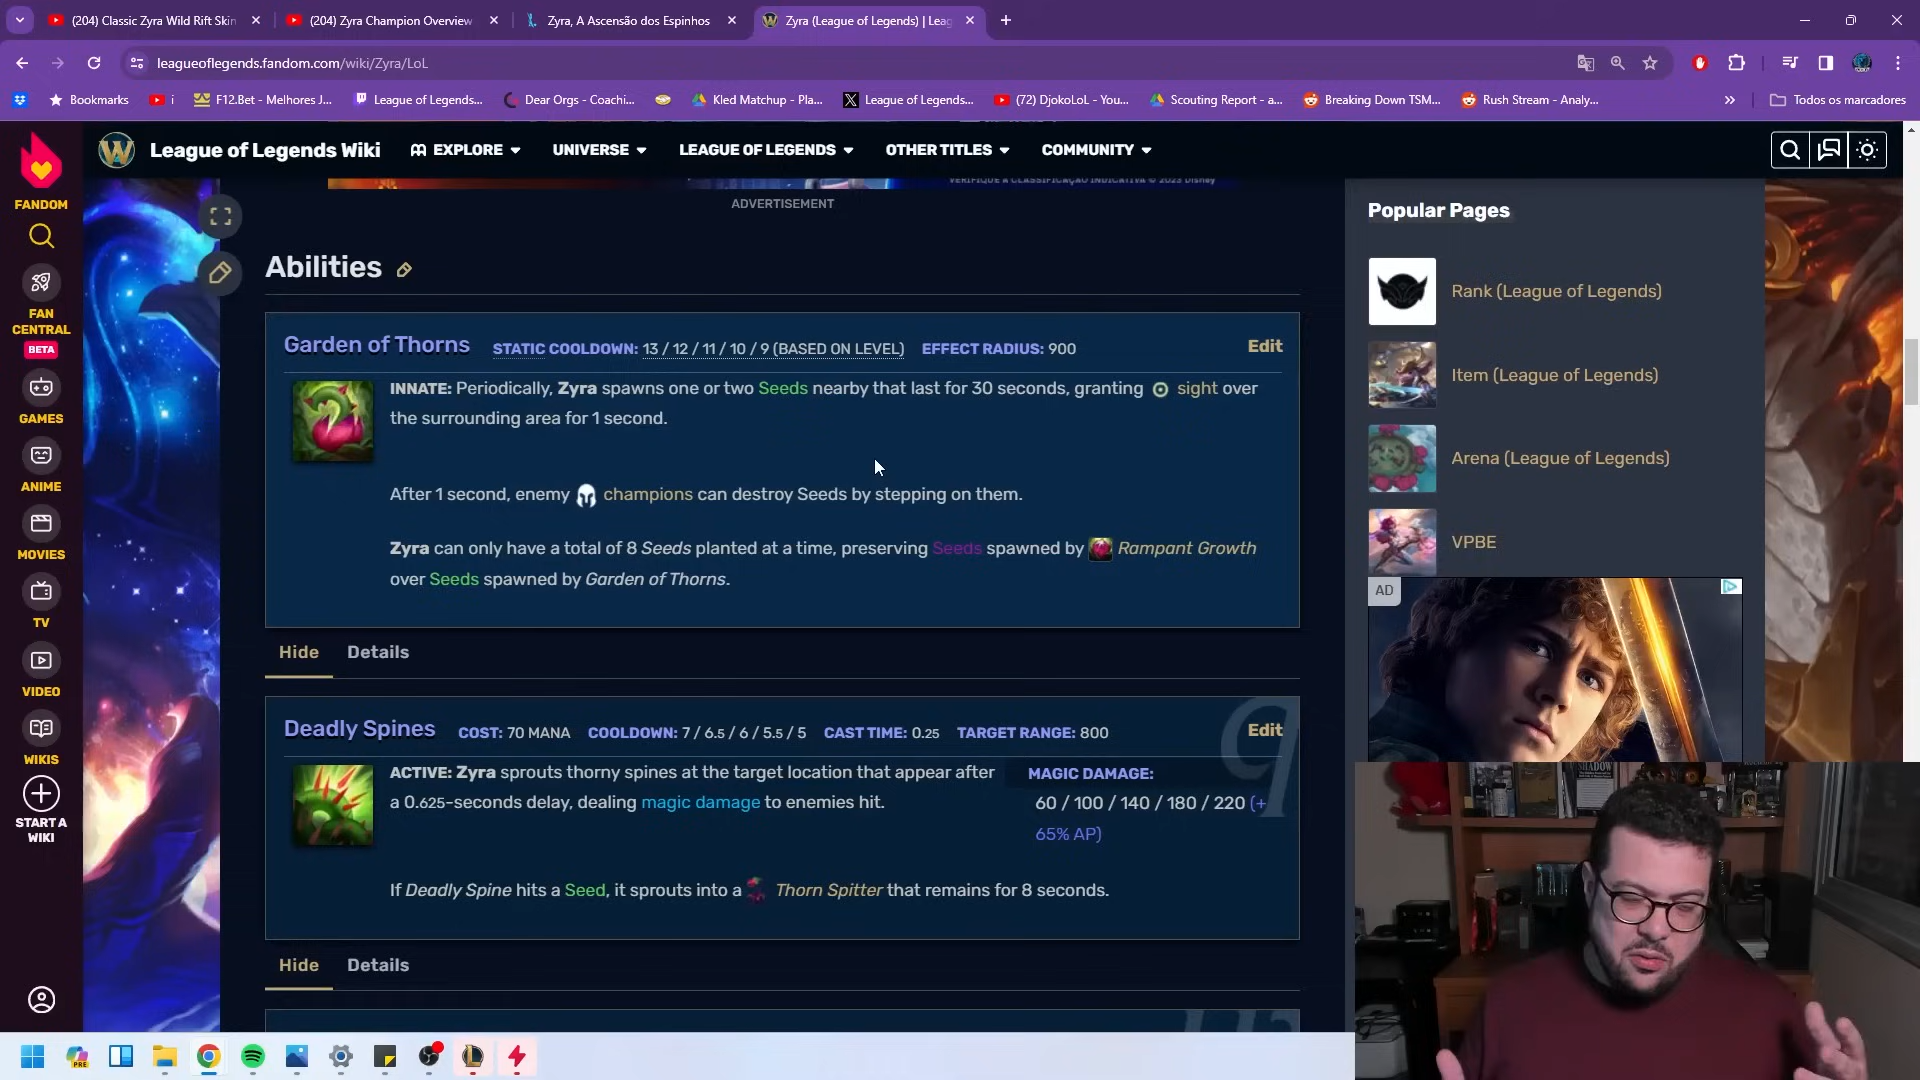 (204) Classic Zyra Wild Rift Skin
(204) Zyra Champion Overview
Zyra, A Ascensão dos Espinhos
Zyra (League of Legends) | Leag
leagueoflegends.fandom.com/wiki/Zyra/LoL
Bookmarks
i
F12.Bet - Melhores J...
League of Legends...
Dear Orgs - Coachi...
Kled Matchup - Pla...
League of Legends...
(72) DjokoLoL - You...
Scouting Report - a...
Breaking Down TSM...
Rush Stream - Analy...
Todos os marcadores
League of Legends Wiki
EXPLORE
UNIVERSE
LEAGUE OF LEGENDS
OTHER TITLES
COMMUNITY
FANDOM
FAN CENTRAL
BETA
GAMES
ANIME
MOVIES
TV
VIDEO
WIKIS
START A WIKI
VERIFIQUE A CLASSIFICAÇÃO INDICATIVA © 2023 Disney
ADVERTISEMENT
Abilities
Garden of Thorns STATIC COOLDOWN: 13 / 12 / 11 / 10 / 9 (BASED ON LEVEL) EFFECT RADIUS: 900 Edit
INNATE: Periodically, Zyra spawns one or two Seeds nearby that last for 30 seconds, granting sight over
the surrounding area for 1 second.
After 1 second, enemy champions can destroy Seeds by stepping on them.
Zyra can only have a total of 8 Seeds planted at a time, preserving Seeds spawned by Rampant Growth
over Seeds spawned by Garden of Thorns.
Hide Details
Deadly Spines COST: 70 MANA COOLDOWN: 7 / 6.5 / 6 / 5.5 / 5 CAST TIME: 0.25 TARGET RANGE: 800 Edit
ACTIVE: Zyra sprouts thorny spines at the target location that appear after
a 0.625-seconds delay, dealing magic damage to enemies hit.
MAGIC DAMAGE:
60 / 100 / 140 / 180 / 220 (+
65% AP)
If Deadly Spine hits a Seed, it sprouts into a Thorn Spitter that remains for 8 seconds.
Hide Details
Popular Pages
Rank (League of Legends)
Item (League of Legends)
Arena (League of Legends)
VPBE
AD